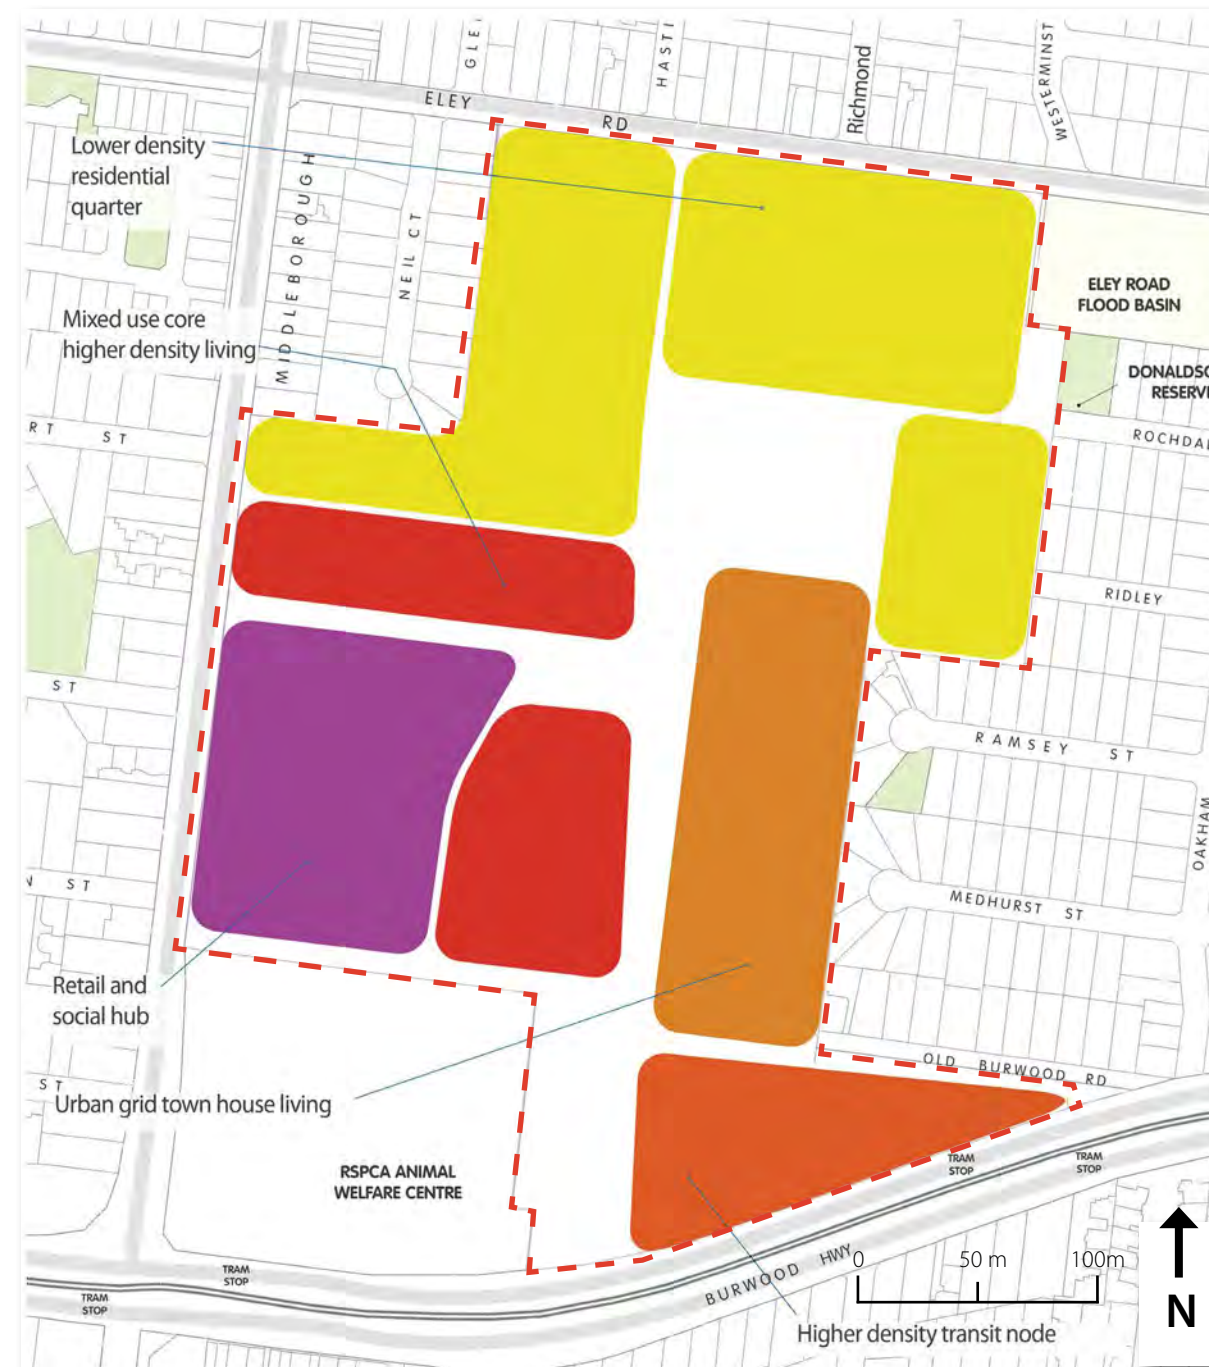 GLEN
HASTI
Richmond
WESTERMINST
ELEY RD
Lower density
residential
quarter
MIDDLEBOROUGH
NEIL CT
ELEY ROAD
FLOOD BASIN
Mixed use core
higher density living
DONALDSO
RESERV
RT ST
ROCHDA
RIDLEY
ST
RAMSEY ST
OAKHAM
ST
MEDHURST ST
Retail and
social hub
OLD BURWOOD RD
ST
Urban grid town house living
RSPCA ANIMAL
WELFARE CENTRE
TRAM
STOP
TRAM
STOP
BURWOOD HWY
0 50 m 100m
TRAM
STOP
TRAM
STOP
N
Higher density transit node